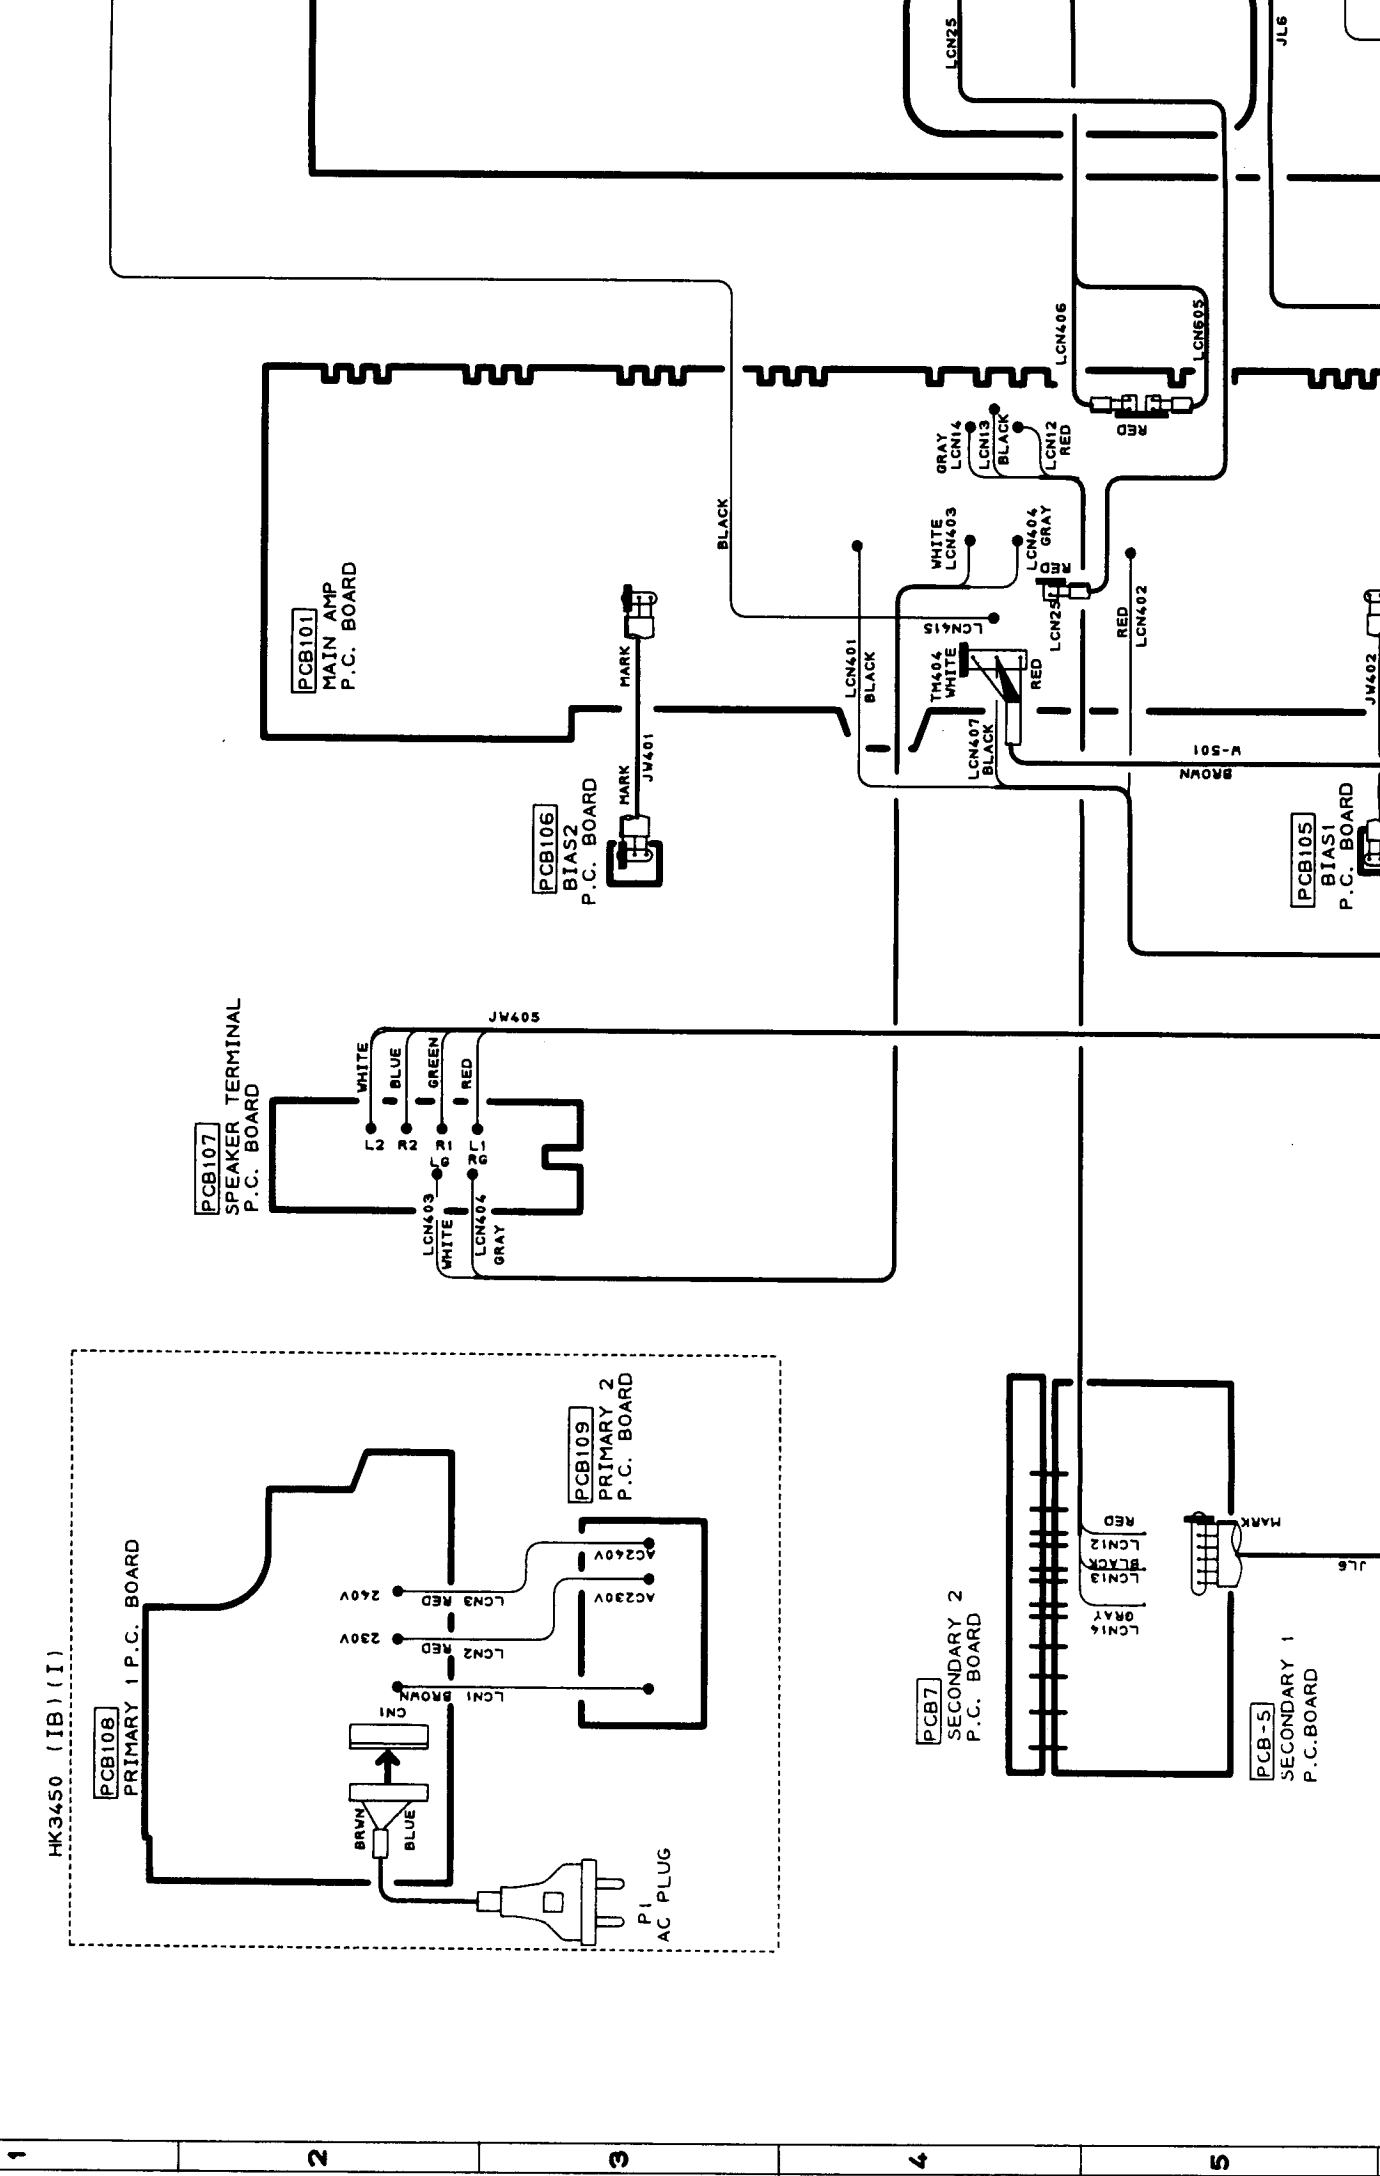 LCN25
JL6
LCN406
LCN605
RED
GRAY
LCN14
LCN13
BLACK
LCN12
RED
BLACK
WHITE
LCN403
LCN404
GRAY
RED
LCN25
RED
LCN402
LCN415
LCN401
BLACK
TM404
WHITE
RED
LCN407
BLACK
W-501
BROWN
JW402
PCB101
MAIN AMP
P.C. BOARD
MARK
MARK
JW401
PCB106
BIAS2
P.C. BOARD
PCB105
BIAS1
P.C. BOARD
JW405
PCB107
SPEAKER TERMINAL
P.C. BOARD
WHITE
BLUE
GREEN
RED
L2
R2
R1
L1
LG
RG
LCN403
WHITE
LCN404
GRAY
HK3450 (IB)(I)
PCB108
PRIMARY 1 P.C. BOARD
PCB109
PRIMARY 2
P.C. BOARD
240V
RED
LCN3
AC240V
230V
RED
LCN2
AC230V
BROWN
LCN1
CN1
BRWN
BLUE
P1
AC PLUG
PCB7
SECONDARY 2
P.C. BOARD
RED
LCN12
BLACK
LCN13
GRAY
LCN14
MARK
JL6
PCB-5
SECONDARY 1
P.C.BOARD
1
2
3
4
5